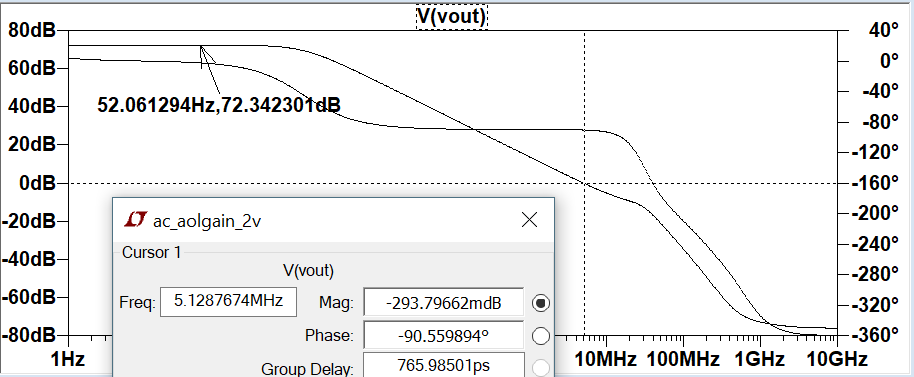 V(vout)
80dB 40°
60dB 0°
52.061294Hz,72.342301dB
40dB -40°
20dB -80°
-120°
0dB -160°
-20dB -200°
-40dB -240°
-60dB -280°
-320°
-80dB -360°
ac_aolgain_2v
Cursor 1
V(vout)
Freq: 5.1287674MHz Mag: -293.79662mdB
Phase: -90.559894°
Group Delay: 765.98501ps
1Hz 10MHz 100MHz 1GHz 10GHz